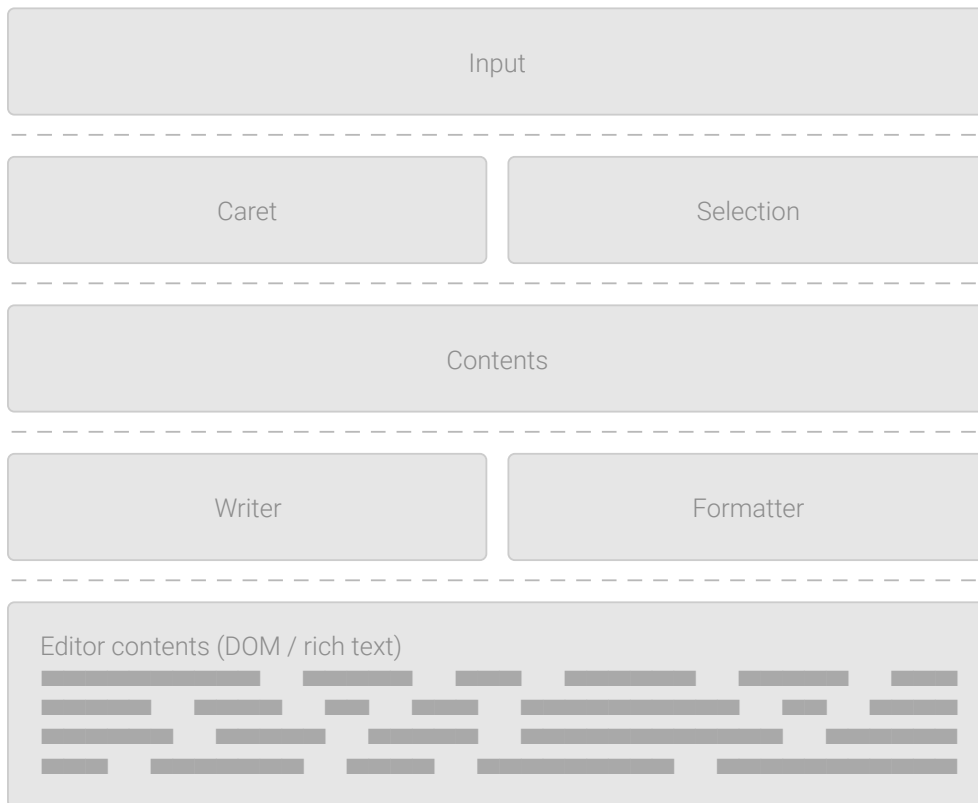 Input
Caret
Selection
Contents
Writer
Formatter
Editor contents (DOM / rich text)